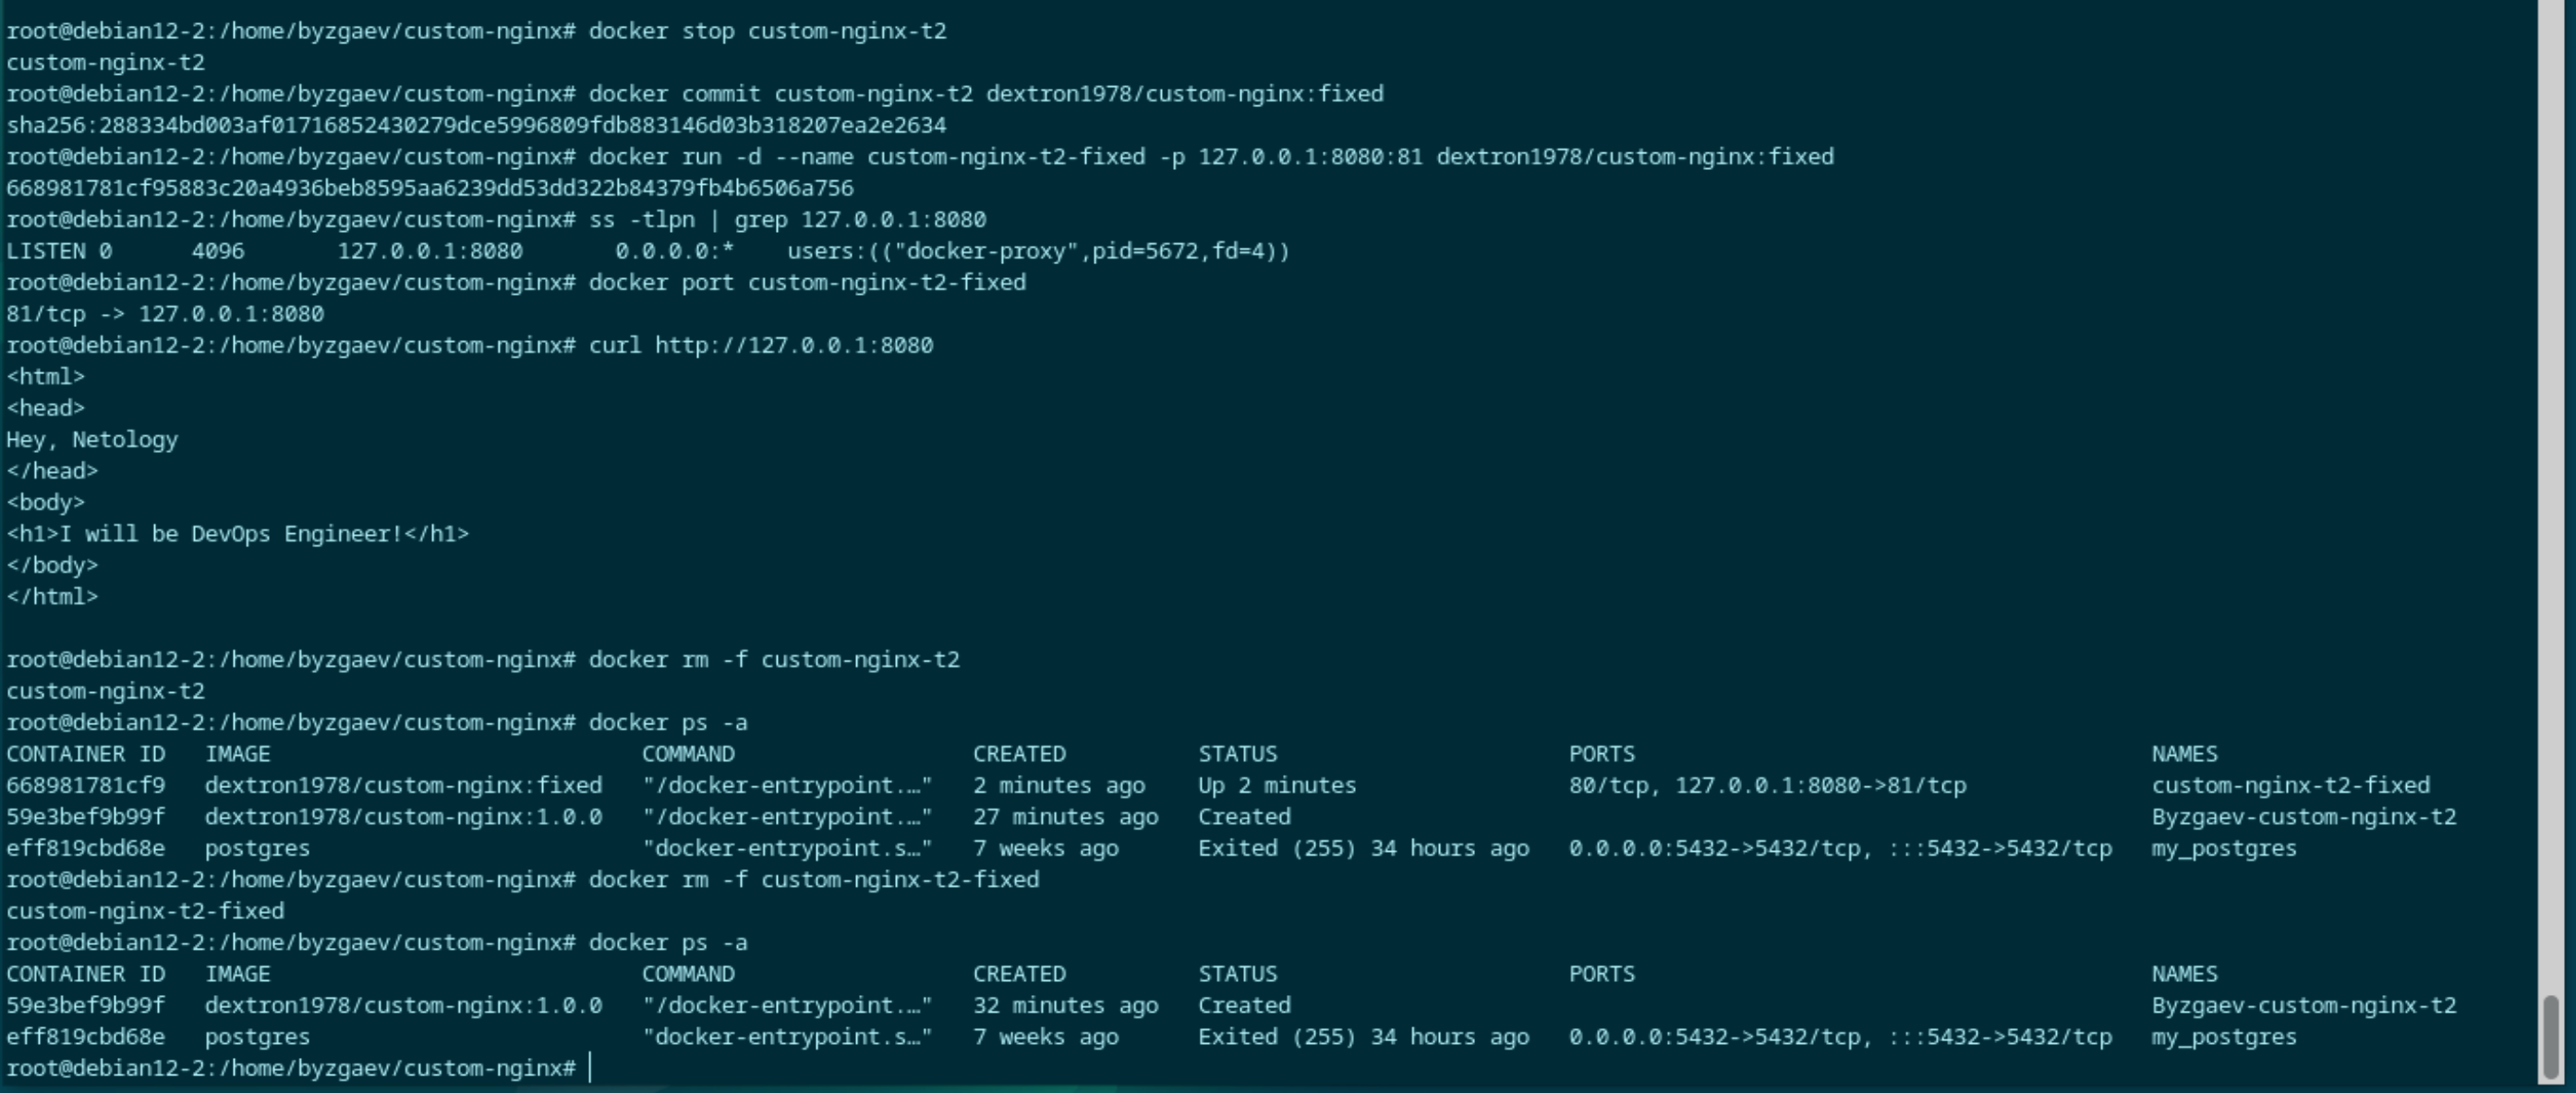 root@debian12-2:/home/byzgaev/custom-nginx# docker stop custom-nginx-t2
custom-nginx-t2
root@debian12-2:/home/byzgaev/custom-nginx# docker commit custom-nginx-t2 dextron1978/custom-nginx:fixed
sha256:288334bd003af01716852430279dce5996809fdb883146d03b318207ea2e2634
root@debian12-2:/home/byzgaev/custom-nginx# docker run -d --name custom-nginx-t2-fixed -p 127.0.0.1:8080:81 dextron1978/custom-nginx:fixed
668981781cf95883c20a4936beb8595aa6239dd53dd322b84379fb4b6506a756
root@debian12-2:/home/byzgaev/custom-nginx# ss -tlpn | grep 127.0.0.1:8080
LISTEN 0      4096       127.0.0.1:8080       0.0.0.0:*    users:(("docker-proxy",pid=5672,fd=4))
root@debian12-2:/home/byzgaev/custom-nginx# docker port custom-nginx-t2-fixed
81/tcp -> 127.0.0.1:8080
root@debian12-2:/home/byzgaev/custom-nginx# curl http://127.0.0.1:8080
<html>
<head>
Hey, Netology
</head>
<body>
<h1>I will be DevOps Engineer!</h1>
</body>
</html>

root@debian12-2:/home/byzgaev/custom-nginx# docker rm -f custom-nginx-t2
custom-nginx-t2
root@debian12-2:/home/byzgaev/custom-nginx# docker ps -a
CONTAINER ID   IMAGE                            COMMAND                  CREATED          STATUS                      PORTS                                       NAMES
668981781cf9   dextron1978/custom-nginx:fixed   "/docker-entrypoint.…"   2 minutes ago    Up 2 minutes                80/tcp, 127.0.0.1:8080->81/tcp              custom-nginx-t2-fixed
59e3bef9b99f   dextron1978/custom-nginx:1.0.0   "/docker-entrypoint.…"   27 minutes ago   Created                                                                 Byzgaev-custom-nginx-t2
eff819cbd68e   postgres                         "docker-entrypoint.s…"   7 weeks ago      Exited (255) 34 hours ago   0.0.0.0:5432->5432/tcp, :::5432->5432/tcp   my_postgres
root@debian12-2:/home/byzgaev/custom-nginx# docker rm -f custom-nginx-t2-fixed
custom-nginx-t2-fixed
root@debian12-2:/home/byzgaev/custom-nginx# docker ps -a
CONTAINER ID   IMAGE                            COMMAND                  CREATED          STATUS                      PORTS                                       NAMES
59e3bef9b99f   dextron1978/custom-nginx:1.0.0   "/docker-entrypoint.…"   32 minutes ago   Created                                                                 Byzgaev-custom-nginx-t2
eff819cbd68e   postgres                         "docker-entrypoint.s…"   7 weeks ago      Exited (255) 34 hours ago   0.0.0.0:5432->5432/tcp, :::5432->5432/tcp   my_postgres
root@debian12-2:/home/byzgaev/custom-nginx#